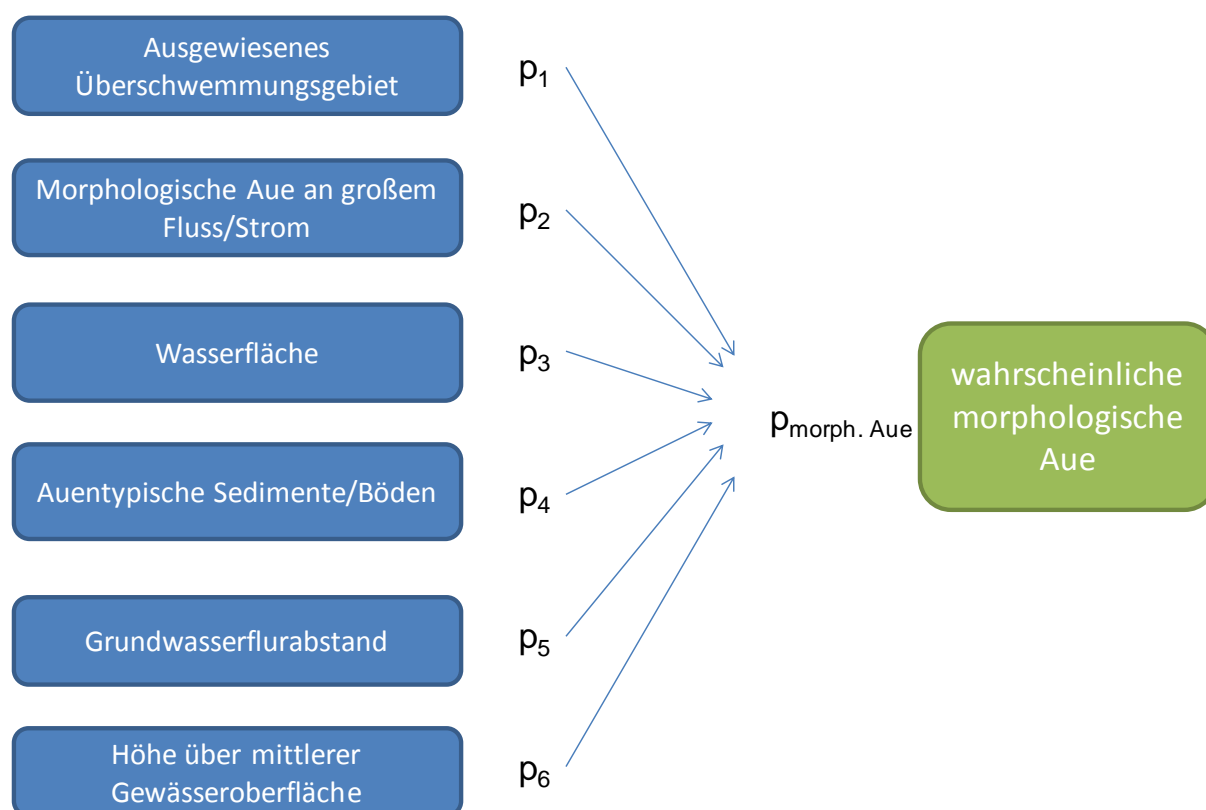 Ausgewiesenes
Überschwemmungsgebiet
p1
Morphologische Aue an großem
Fluss/Strom
p2
Wasserfläche
p3
Auentypische Sedimente/Böden
p4
Grundwasserflurabstand
p5
Höhe über mittlerer
Gewässeroberfläche
p6
pmorph. Aue
wahrscheinliche
morphologische
Aue